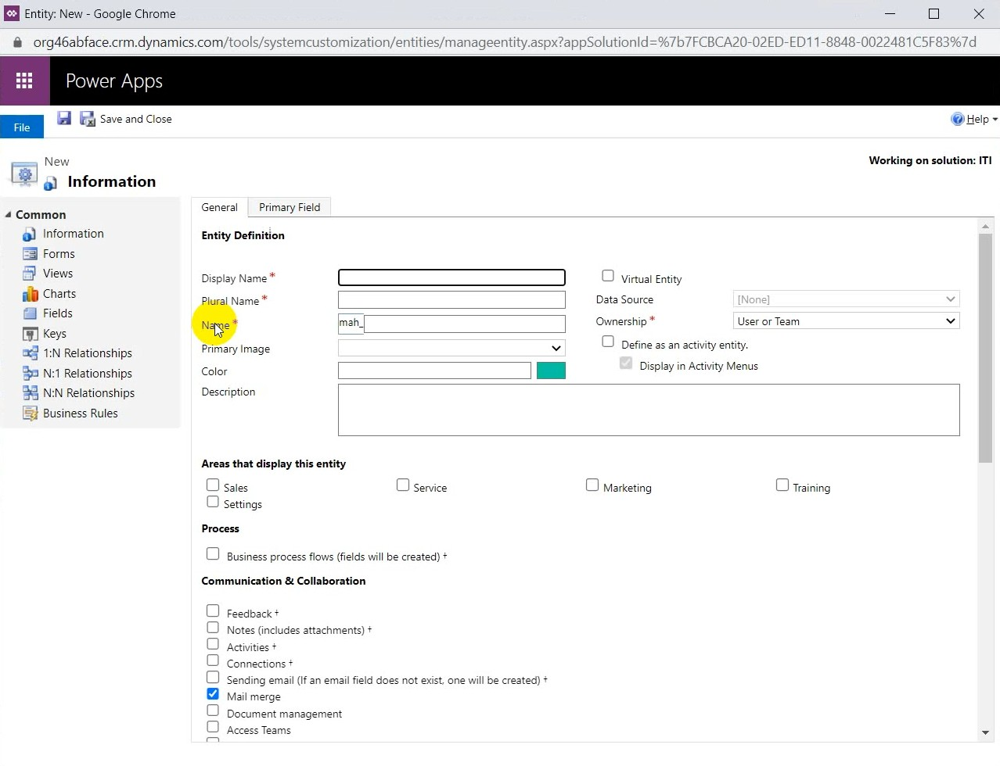 Entity: New - Google Chrome
org46abface.crm.dynamics.com/tools/systemcustomization/entities/manageentity.aspx?appSolutionId=%7b7FCBCA20-02ED-ED11-8848-0022481C5F83%7d
Power Apps
File Save and Close Help
New
Information
Working on solution: ITI
Common
Information
Forms
Views
Charts
Fields
Keys
1:N Relationships
N:1 Relationships
N:N Relationships
Business Rules
General Primary Field
Entity Definition
Display Name * Virtual Entity
Plural Name * Data Source [None]
Name * mah_ Ownership * User or Team
Primary Image Define as an activity entity.
Color Display in Activity Menus
Description
Areas that display this entity
Sales Service Marketing Training
Settings
Process
Business process flows (fields will be created) +
Communication & Collaboration
Feedback +
Notes (includes attachments) +
Activities +
Connections +
Sending email (If an email field does not exist, one will be created) +
Mail merge
Document management
Access Teams